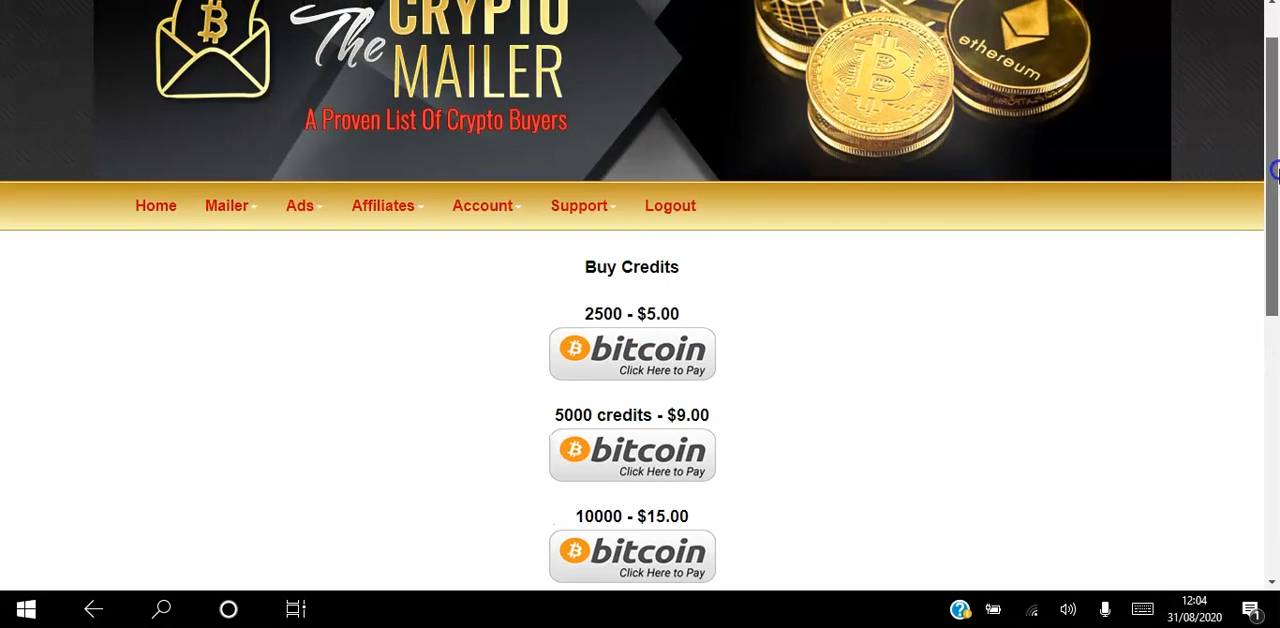 The CRYPTO
MAILER
A Proven List Of Crypto Buyers
ethereum
Home Mailer Ads Affiliates Account Support Logout
Buy Credits
2500 - $5.00
bitcoin
Click Here to Pay
5000 credits - $9.00
bitcoin
Click Here to Pay
10000 - $15.00
bitcoin
Click Here to Pay
12:04
31/08/2020
1